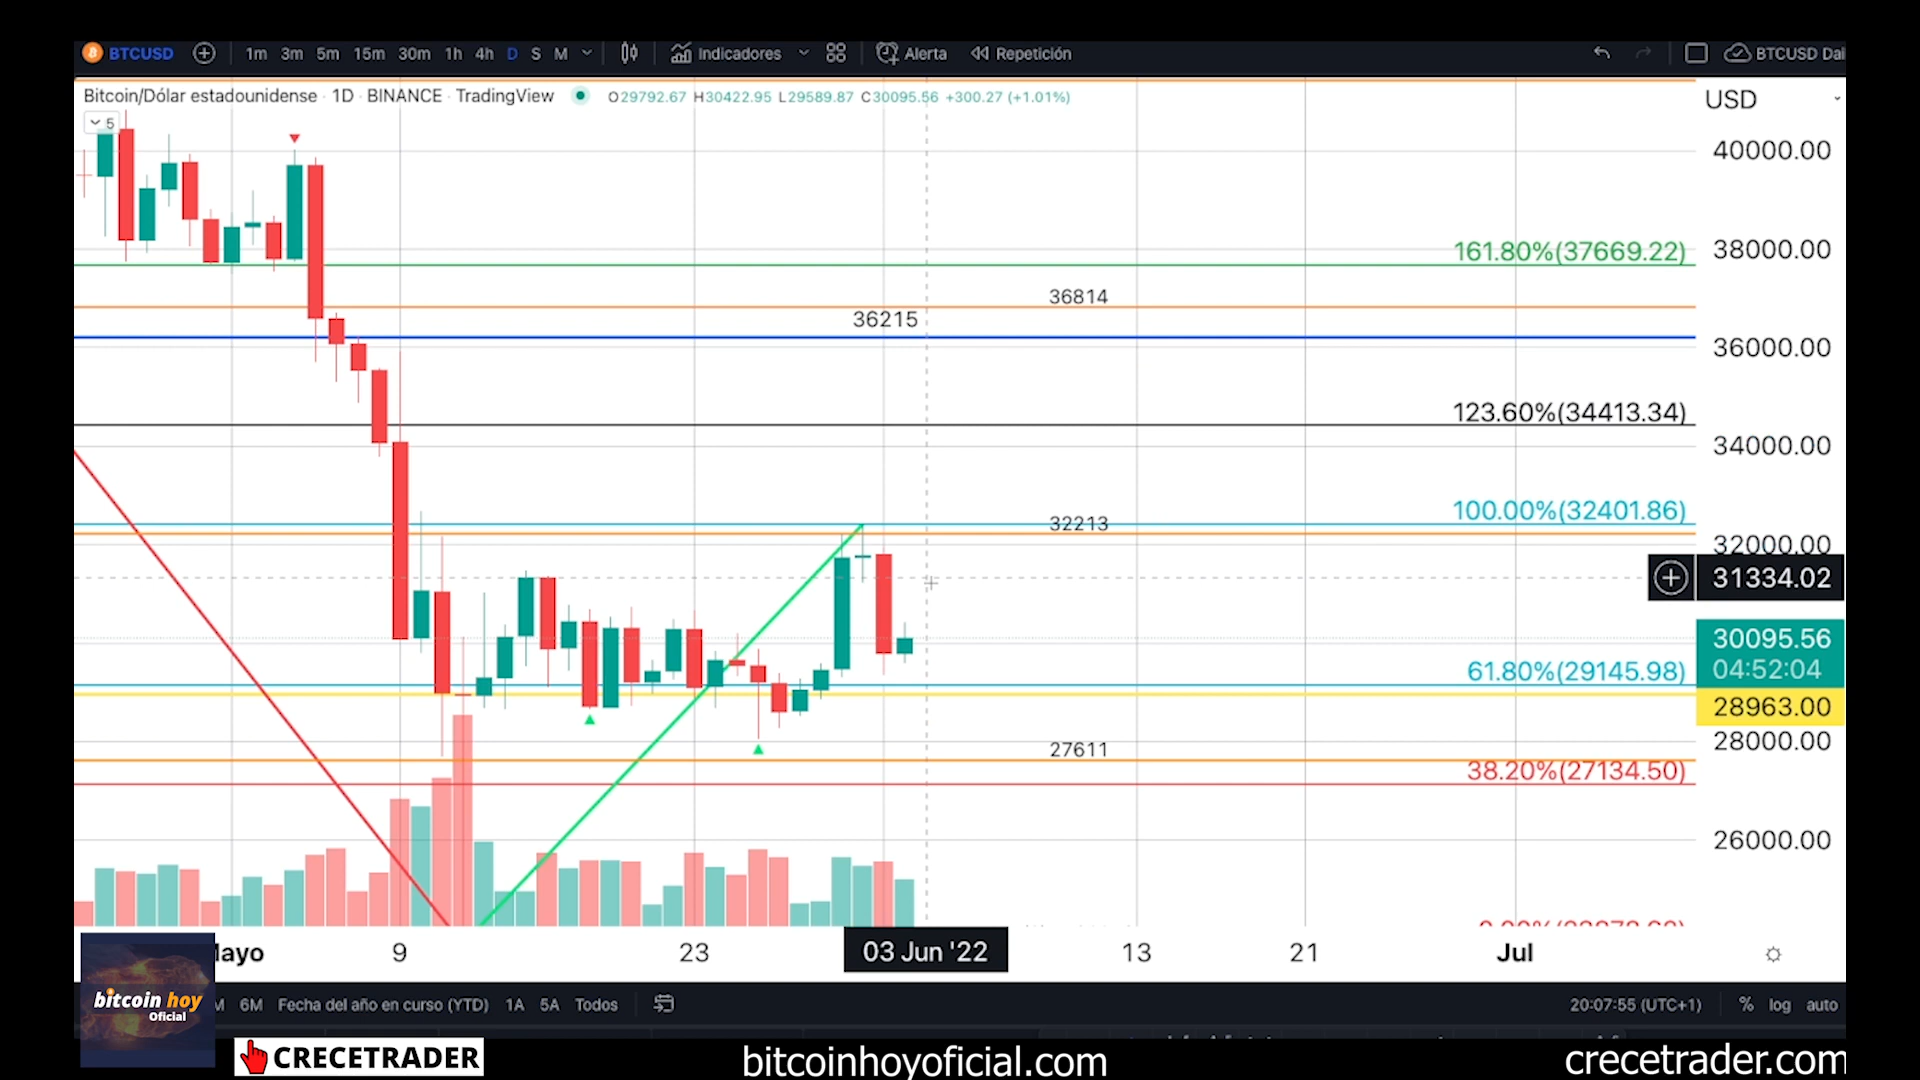 BTCUSD 1m 3m 5m 15m 30m 1h 4h D S M Indicadores Alerta Repetición BTCUSD Dai
Bitcoin/Dólar estadounidense · 1D · BINANCE · TradingView O29792.67 H30422.95 L29589.87 C30095.56 +300.27 (+1.01%)
USD
5
40000.00
38000.00
161.80%(37669.22)
36814
36215
36000.00
123.60%(34413.34)
34000.00
100.00%(32401.86)
32213
32000.00
31334.02
30095.56
04:52:04
61.80%(29145.98)
28963.00
28000.00
27611
38.20%(27134.50)
26000.00
Mayo 9 23 03 Jun '22 13 21 Jul
M 6M Fecha del año en curso (YTD) 1A 5A Todos 20:07:55 (UTC+1) % log auto
bitcoin hoy
Oficial
CRECETRADER
bitcoinhoyoficial.com
crecetrader.com